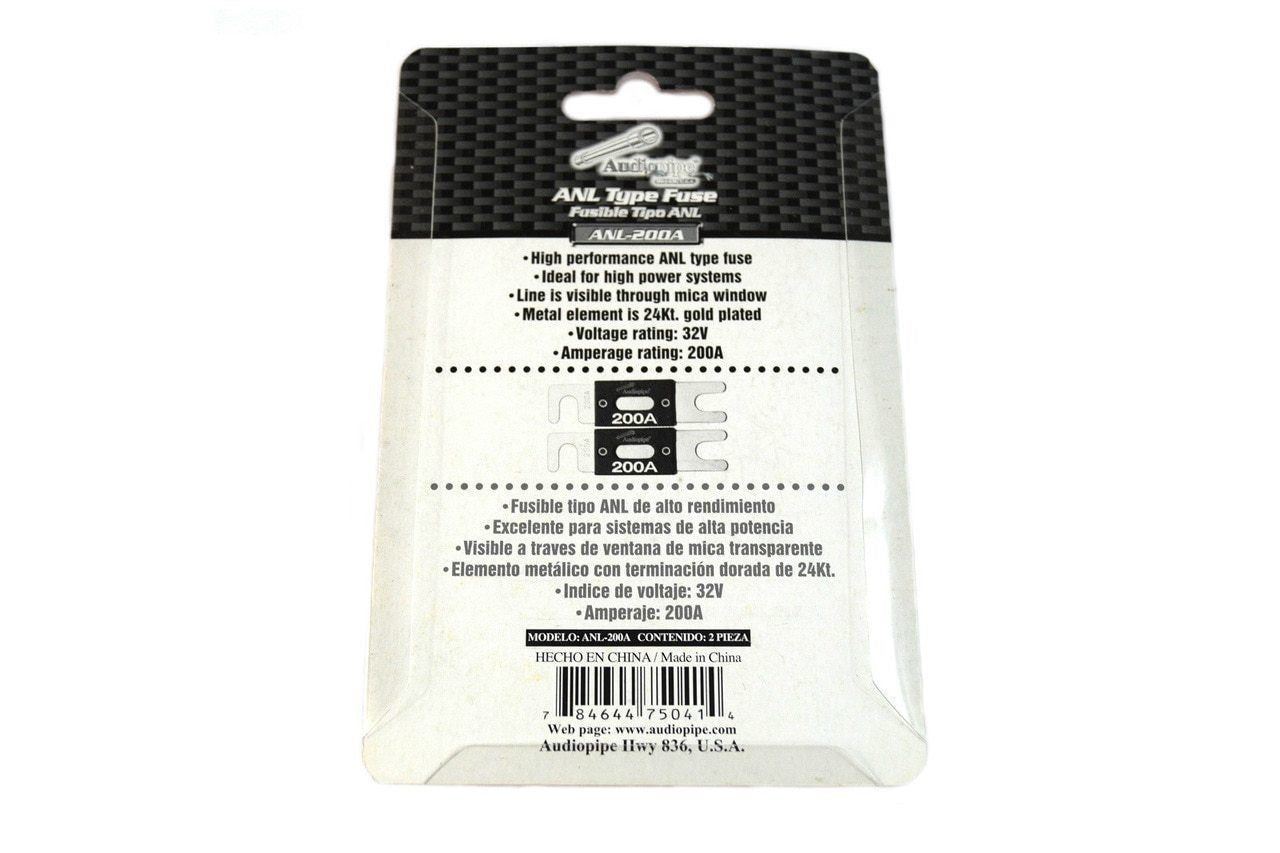 Audiopipe
ANL Type Fuse
Fusible Tipo ANL
ANL-200A
• High performance ANL type fuse
• Ideal for high power systems
• Line is visible through mica window
• Metal element is 24Kt. gold plated
• Voltage rating: 32V
• Amperage rating: 200A
Audiopipe
200A
Audiopipe
200A
• Fusible tipo ANL de alto rendimiento
• Excelente para sistemas de alta potencia
• Visible a traves de ventana de mica transparente
• Elemento metálico con terminación dorada de 24Kt.
• Indice de voltaje: 32V
• Amperaje: 200A
MODELO: ANL-200A CONTENIDO: 2 PIEZA
HECHO EN CHINA / Made in China
7 84644 75041 4
Web page: www.audiopipe.com
Audiopipe Hwy 836, U.S.A.